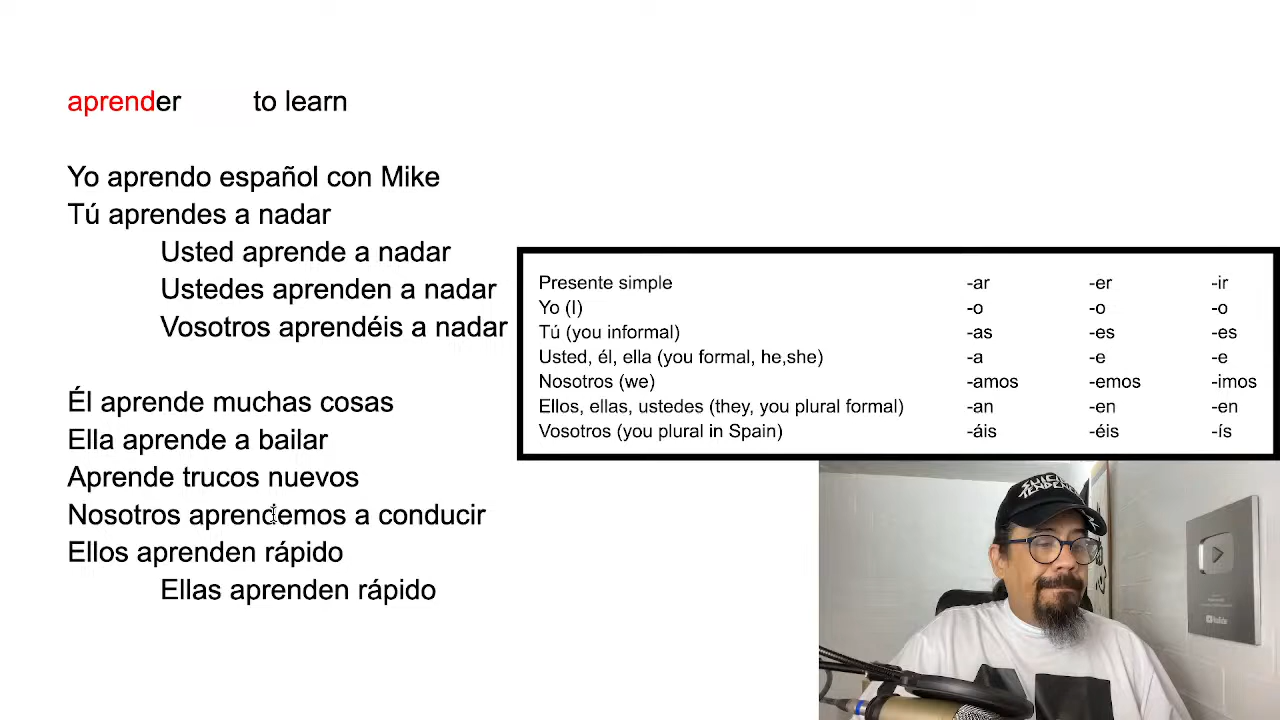 aprender to learn
Yo aprendo español con Mike
Tú aprendes a nadar
Usted aprende a nadar
Ustedes aprenden a nadar
Vosotros aprendéis a nadar
Él aprende muchas cosas
Ella aprende a bailar
Aprende trucos nuevos
Nosotros aprendemos a conducir
Ellos aprenden rápido
Ellas aprenden rápido
Presente simple -ar -er -ir
Yo (I) -o -o -o
Tú (you informal) -as -es -es
Usted, él, ella (you formal, he,she) -a -e -e
Nosotros (we) -amos -emos -imos
Ellos, ellas, ustedes (they, you plural formal) -an -en -en
Vosotros (you plural in Spain) -áis -éis -ís
YouTube